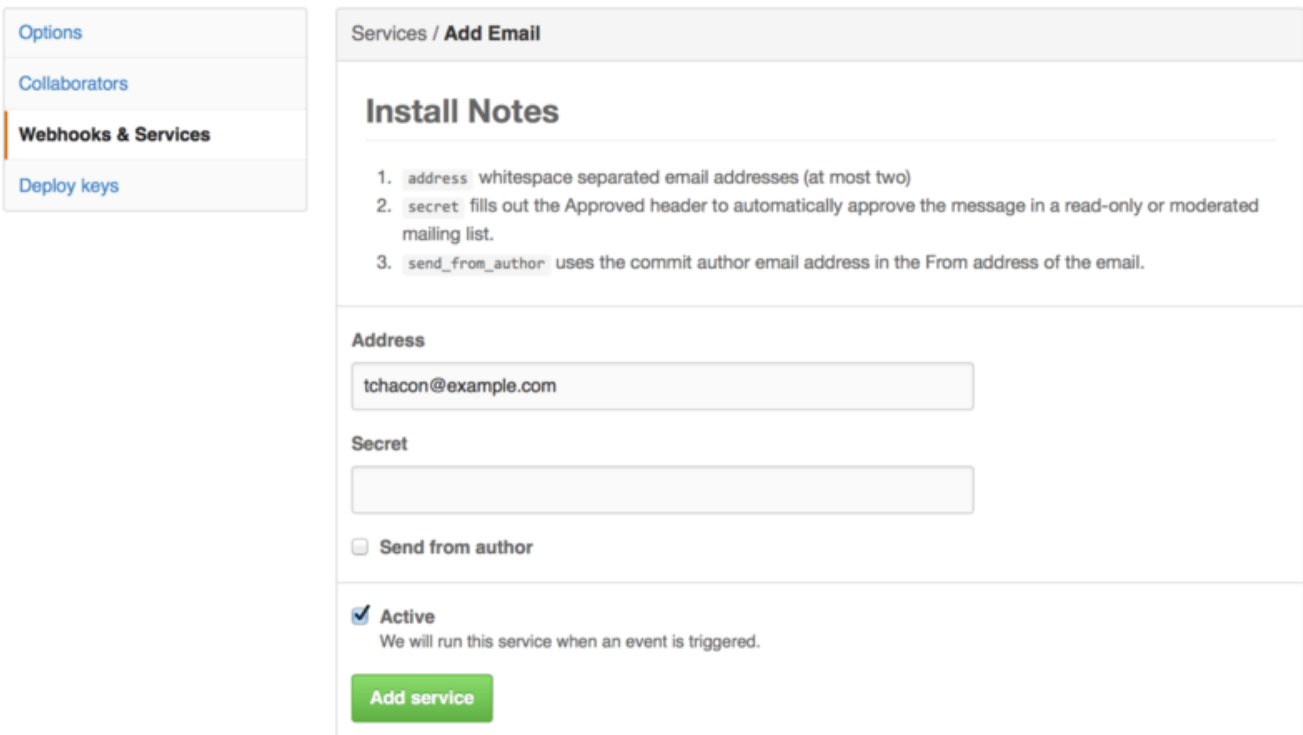 Options
Collaborators
Webhooks & Services
Deploy keys
Services / Add Email
Install Notes
1. address whitespace separated email addresses (at most two)
2. secret fills out the Approved header to automatically approve the message in a read-only or moderated
mailing list.
3. send_from_author uses the commit author email address in the From address of the email.
Address
tchacon@example.com
Secret
Send from author
Active
We will run this service when an event is triggered.
Add service